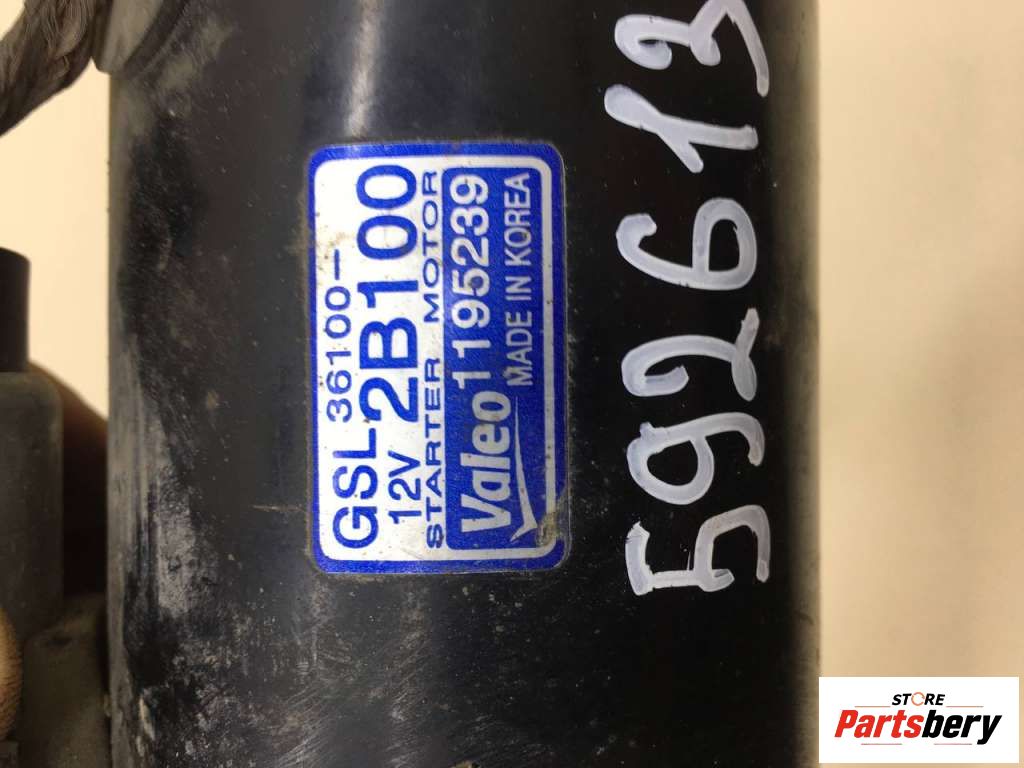 GSL 36100-
12V 2B100
STARTER MOTOR
Valeo 1195239
MADE IN KOREA
592613
STORE
Partsbery